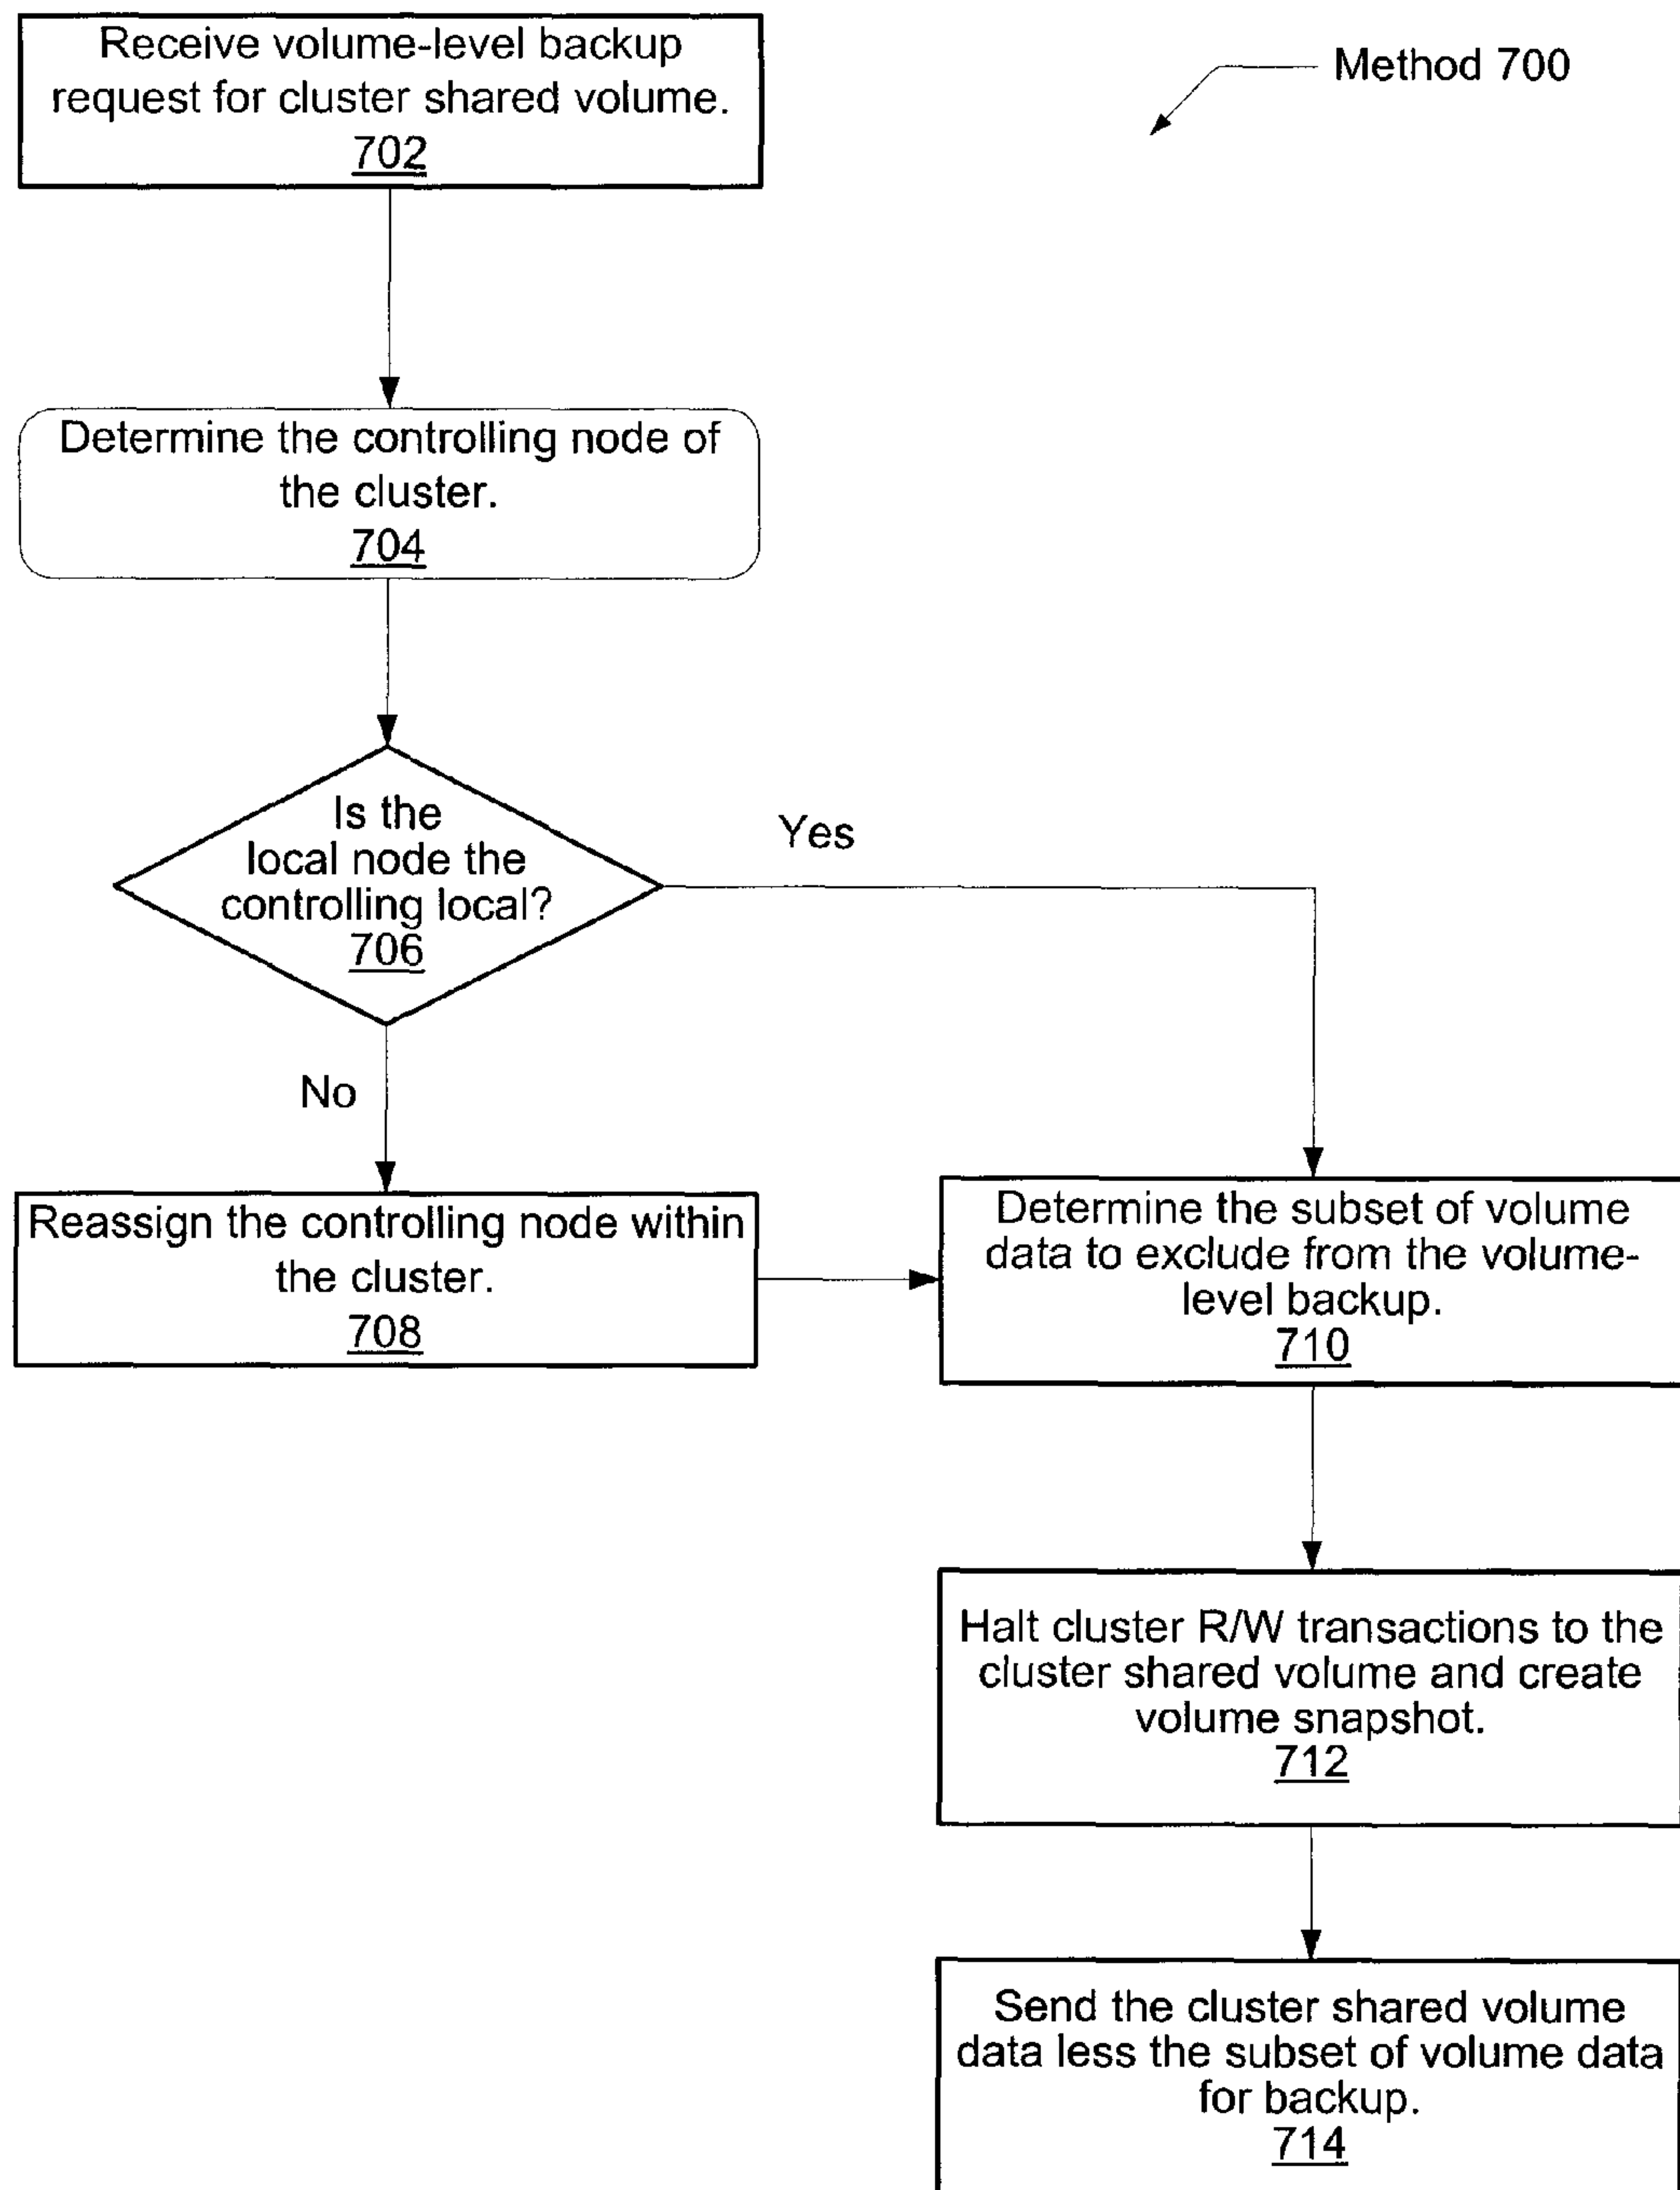 Receive volume-level backup
request for cluster shared volume.
702
Method 700
Determine the controlling node of
the cluster.
704
Is the
local node the
controlling local?
706
Yes
No
Reassign the controlling node within
the cluster.
708
Determine the subset of volume
data to exclude from the volume-
level backup.
710
Halt cluster R/W transactions to the
cluster shared volume and create
volume snapshot.
712
Send the cluster shared volume
data less the subset of volume data
for backup.
714